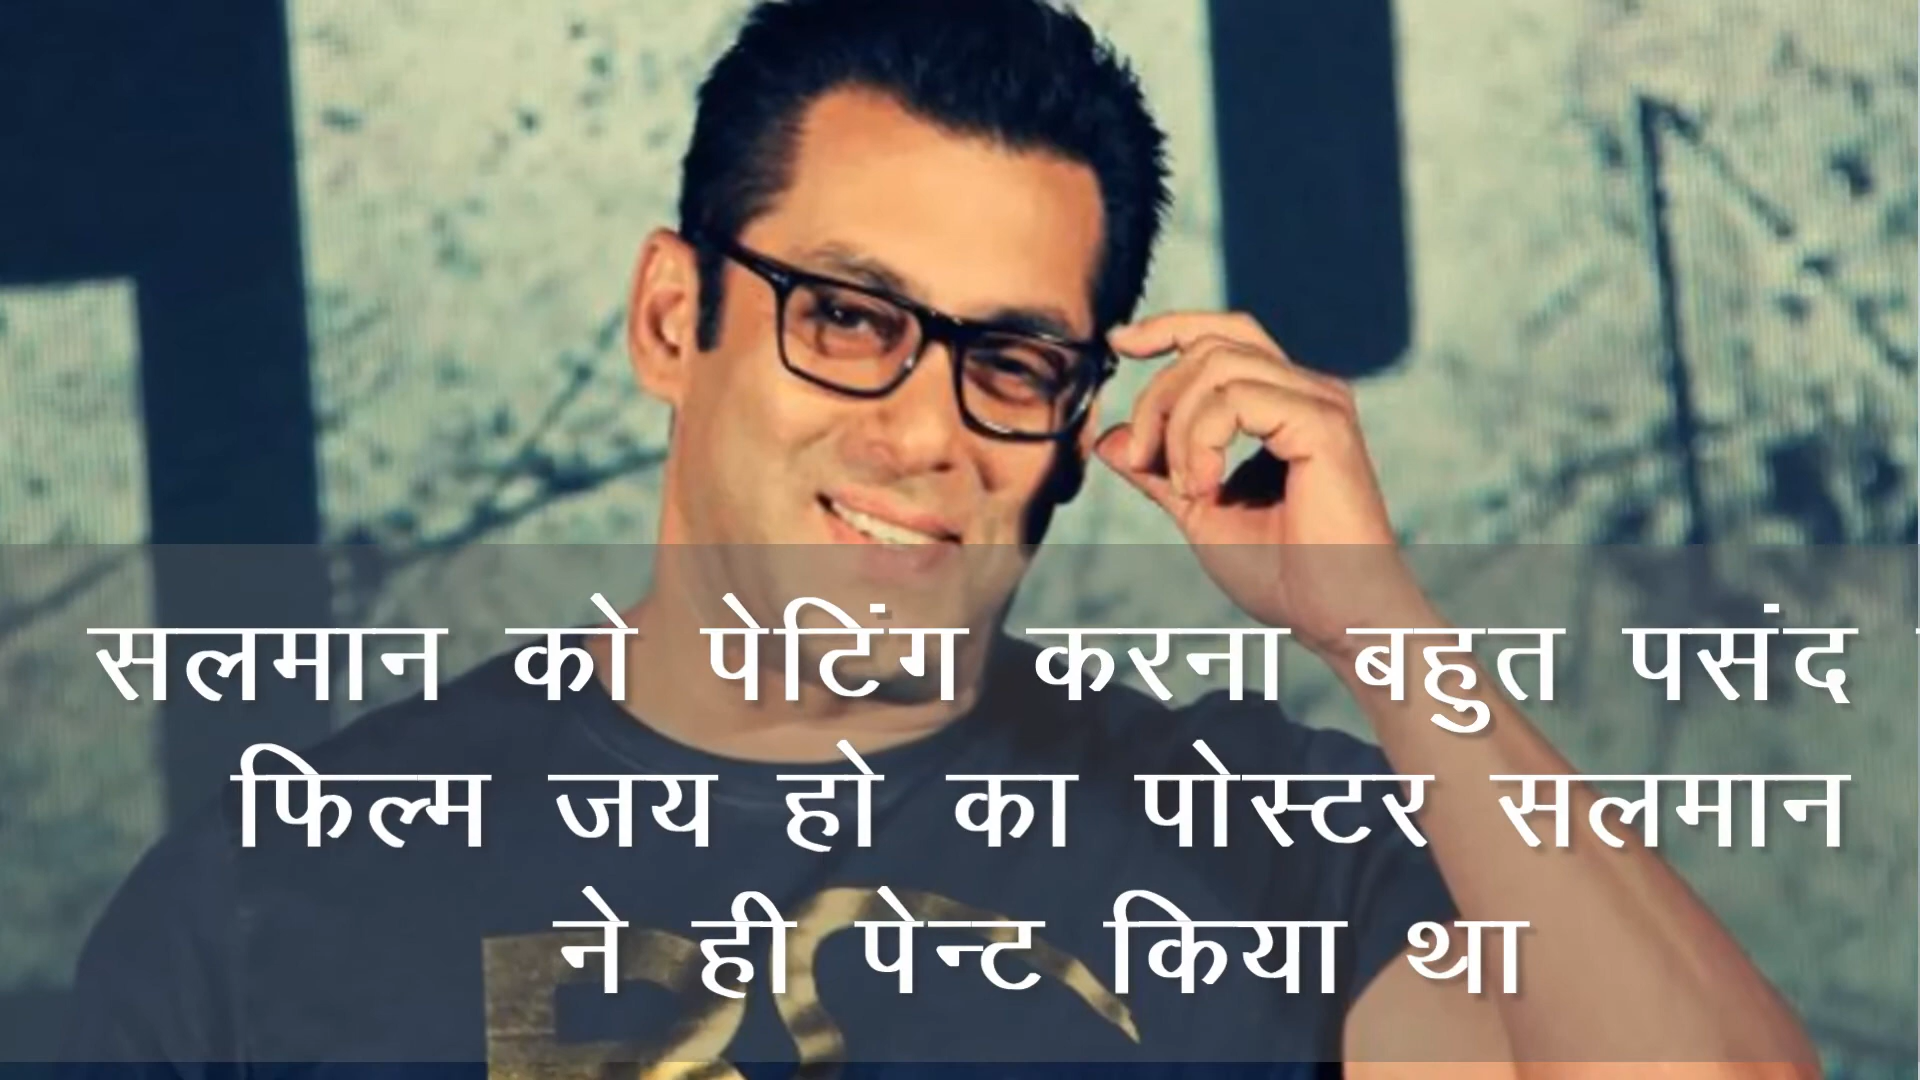 सलमान को पेटिंग करना बहुत पसंद
फिल्म जय हो का पोस्टर सलमान
ने ही पेन्ट किया था